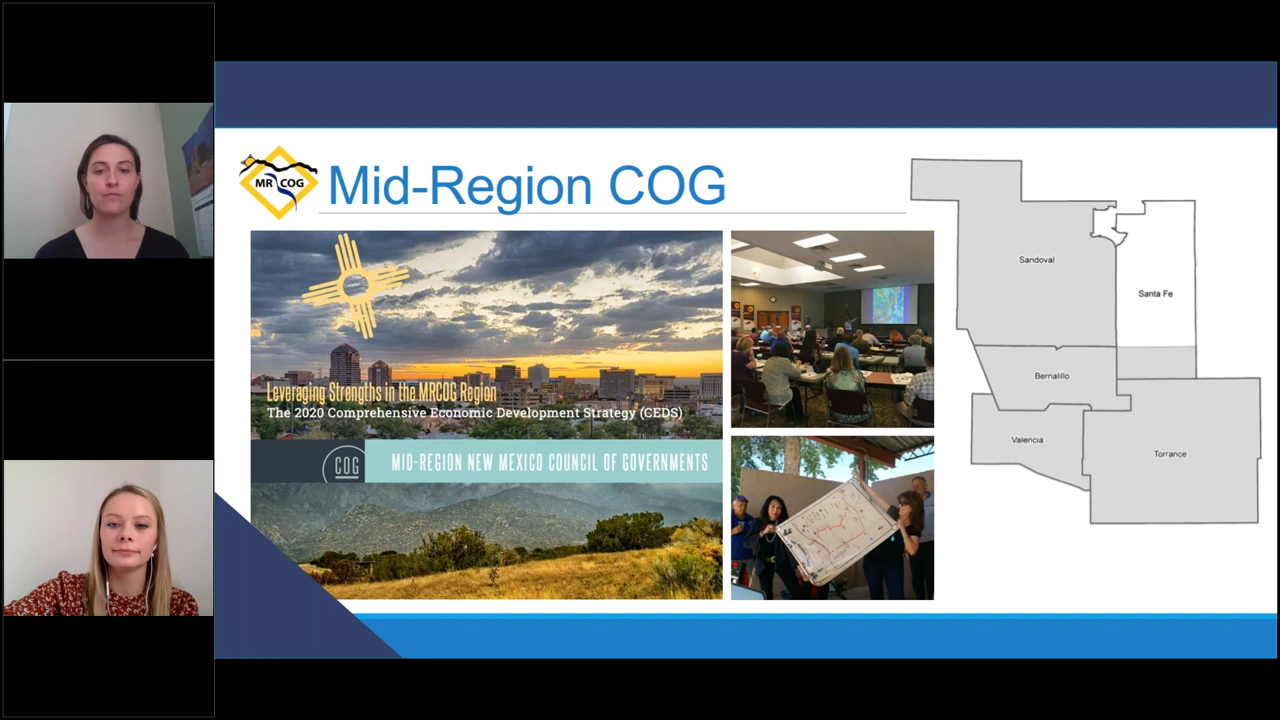 MR COG
Mid-Region COG
Leveraging Strengths in the MRCOG Region
The 2020 Comprehensive Economic Development Strategy (CEDS)
COG
MID-REGION NEW MEXICO COUNCIL OF GOVERNMENTS
Sandoval
Santa Fe
Bernalillo
Valencia
Torrance